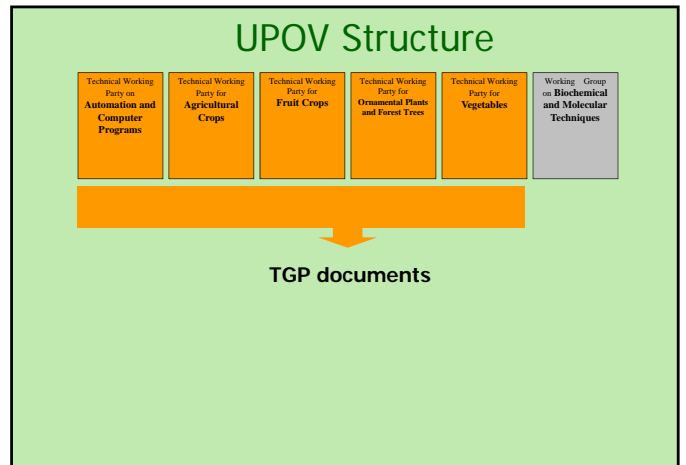 UPOV Structure
Technical Working
Party on
Automation and
Computer
Programs
Technical Working
Party for
Agricultural
Crops
Technical Working
Party for
Fruit Crops
Technical Working
Party for
Ornamental Plants
and Forest Trees
Technical Working
Party for
Vegetables
Working Group
on Biochemical
and Molecular
Techniques
TGP documents